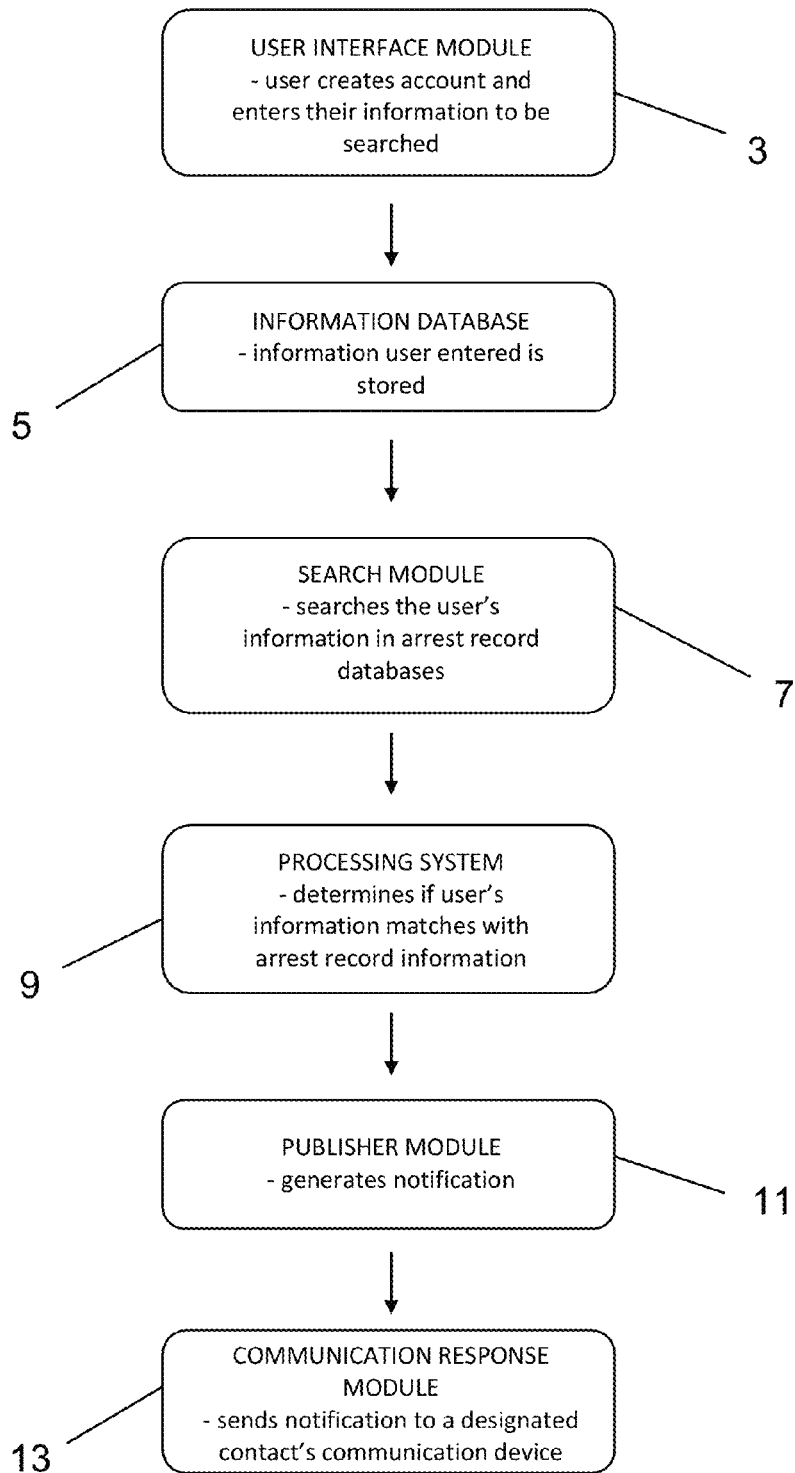 USER INTERFACE MODULE
- user creates account and
enters their information to be
searched
3
INFORMATION DATABASE
- information user entered is
stored
5
SEARCH MODULE
- searches the user's
information in arrest record
databases
7
PROCESSING SYSTEM
- determines if user's
information matches with
arrest record information
9
PUBLISHER MODULE
- generates notification
11
COMMUNICATION RESPONSE
MODULE
- sends notification to a designated
contact's communication device
13